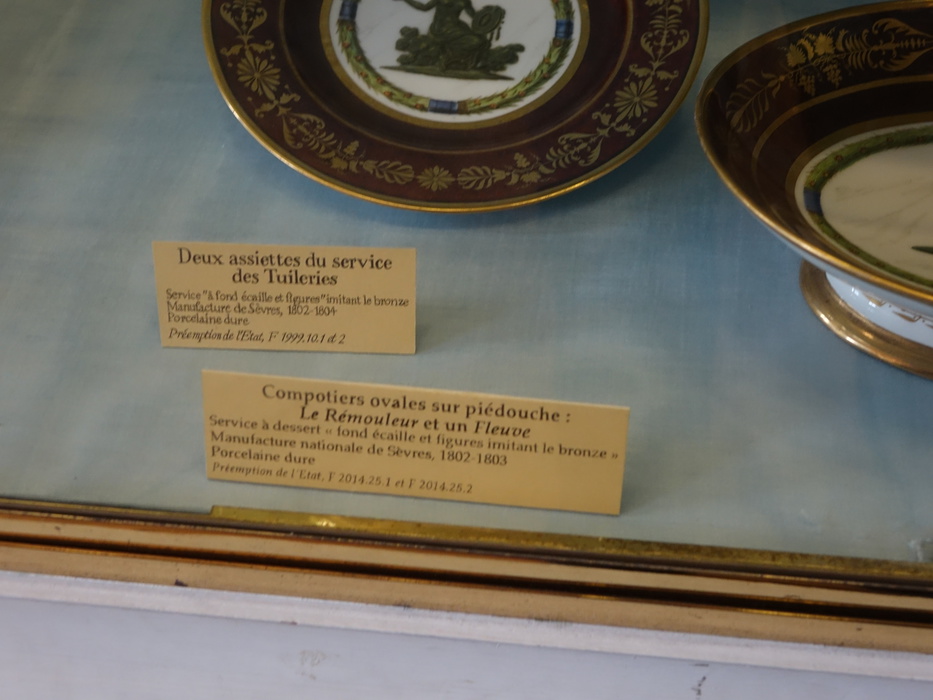 Deux assiettes du service
des Tuileries
Service "à fond écaille et figures" imitant le bronze
Manufacture de Sèvres, 1802-1804
Porcelaine dure
Préemption de l'Etat, F 1999.10.1 et 2
Compotiers ovales sur piédouche :
Le Rémouleur et un Fleuve
Service à dessert « fond écaille et figures imitant le bronze »
Manufacture nationale de Sèvres, 1802-1803
Porcelaine dure
Préemption de l'Etat, F 2014.25.1 et F 2014.25.2